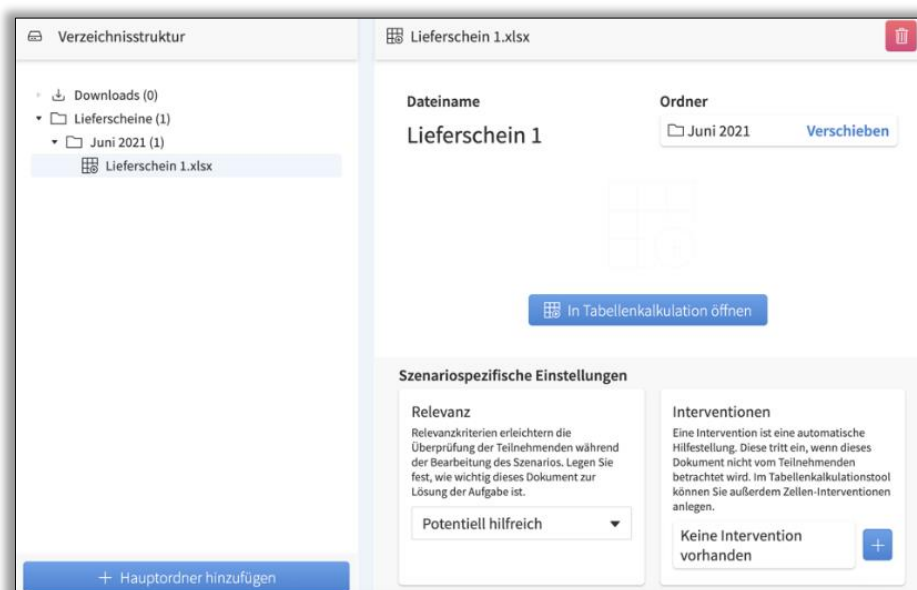 Verzeichnisstruktur
Downloads (0)
Lieferscheine (1)
Juni 2021 (1)
Lieferschein 1.xlsx
+ Hauptordner hinzufügen
Lieferschein 1.xlsx
Dateiname
Lieferschein 1
Ordner
Juni 2021
Verschieben
In Tabellenkalkulation öffnen
Szenariospezifische Einstellungen
Relevanz
Relevanzkriterien erleichtern die
Überprüfung der Teilnehmenden während
der Bearbeitung des Szenarios. Legen Sie
fest, wie wichtig dieses Dokument zur
Lösung der Aufgabe ist.
Potentiell hilfreich
Interventionen
Eine Intervention ist eine automatische
Hilfestellung. Diese tritt ein, wenn dieses
Dokument nicht vom Teilnehmenden
betrachtet wird. Im Tabellenkalkulationstool
können Sie außerdem Zellen-Interventionen
anlegen.
Keine Intervention
vorhanden
+